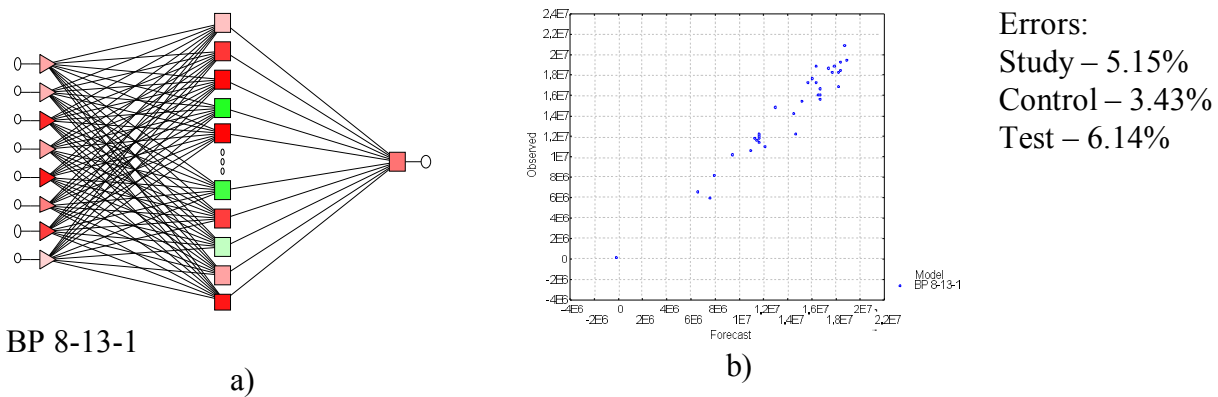 BP 8-13-1
a)
2,4E7
2,2E7
2E7
1,8E7
1,6E7
1,4E7
1,2E7
1E7
8E6
6E6
4E6
2E6
0
-2E6
-4E6
Observed
-4E6 0 4E6 8E6 1,2E7 1,6E7 2E7
-2E6 2E6 6E6 1E7 1,4E7 1,8E7 2,2E7
Forecast
Model
BP 8-13-1
b)
Errors:
Study – 5.15%
Control – 3.43%
Test – 6.14%